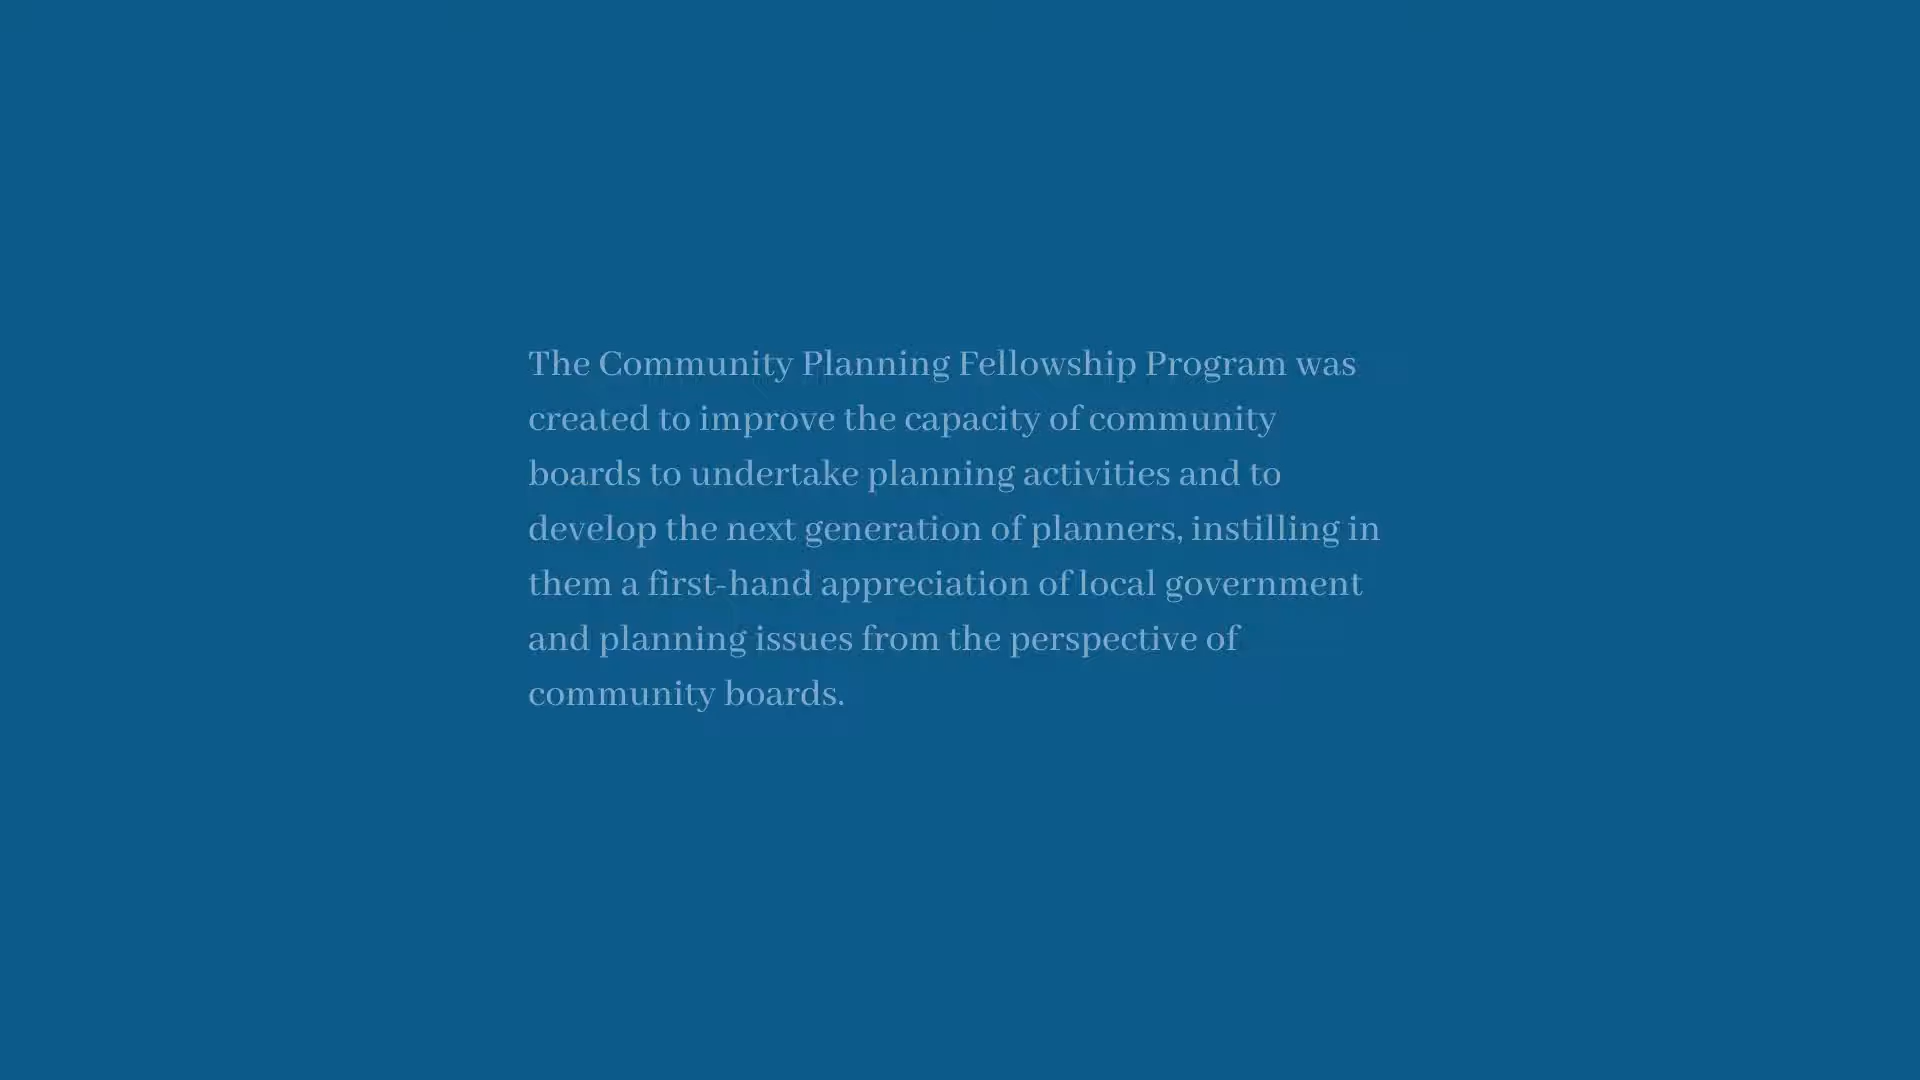 The Community Planning Fellowship Program was
created to improve the capacity of community
boards to undertake planning activities and to
develop the next generation of planners, instilling in
them a first-hand appreciation of local government
and planning issues from the perspective of
community boards.